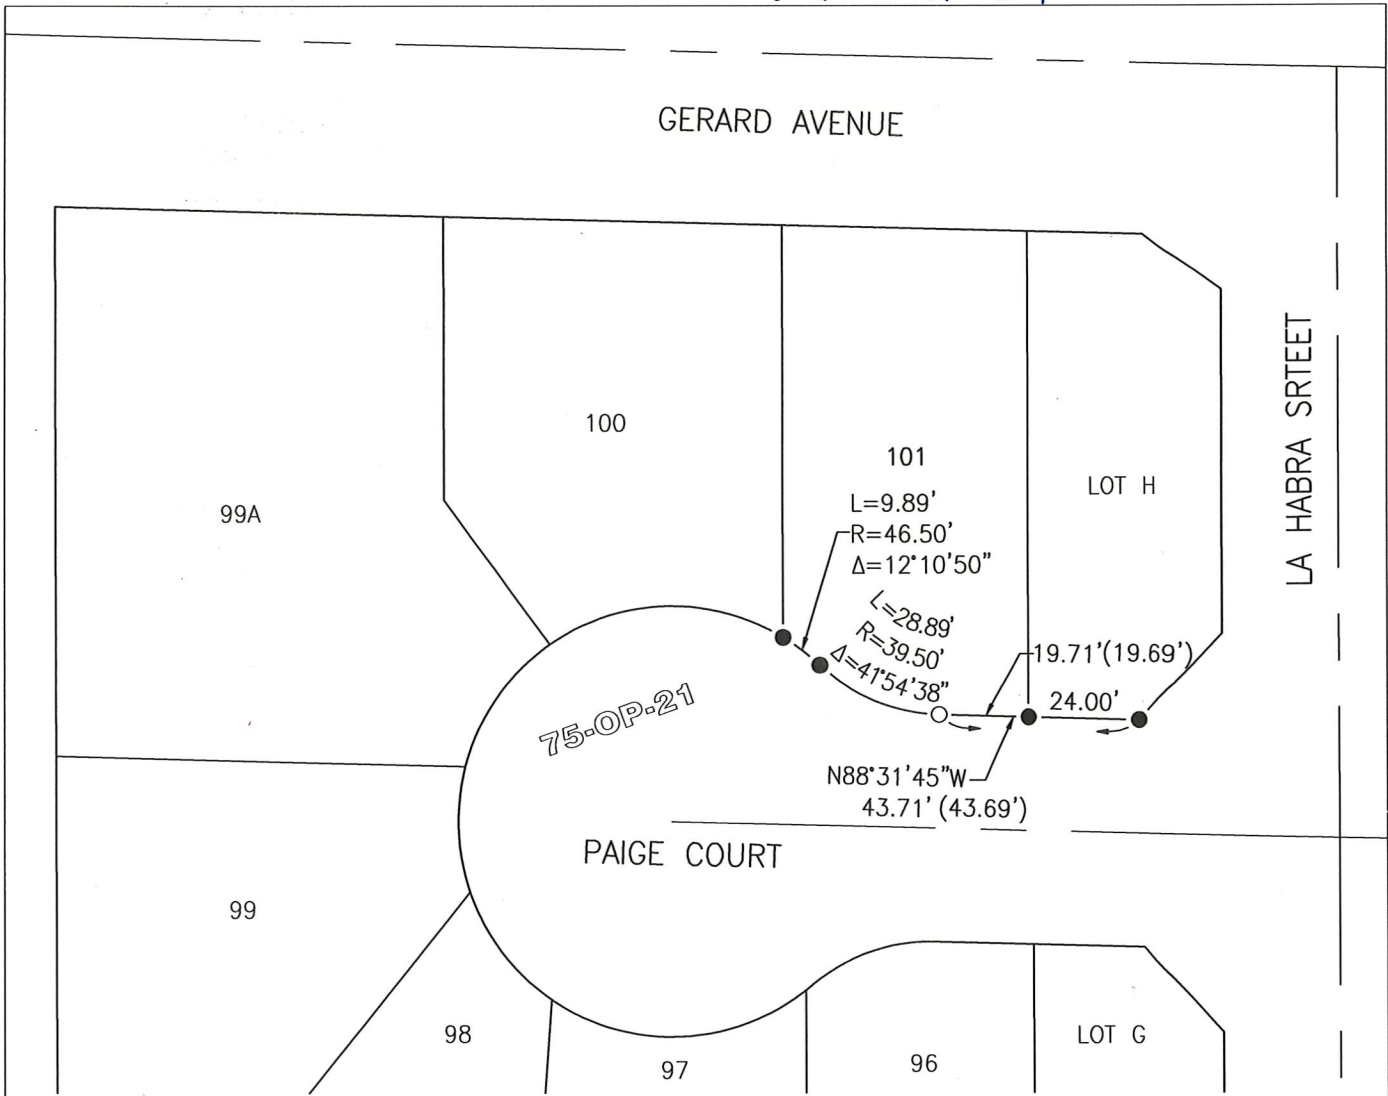 GERARD AVENUE
100
101
LOT H
LA HABRA SRTEET
99A
L=9.89'
R=46.50'
Δ=12°10'50"
L=28.89'
R=39.50'
Δ=41°54'38"
19.71'(19.69')
24.00'
75-OP-21
N88°31'45"W
43.71' (43.69')
PAIGE COURT
99
98
97
96
LOT G